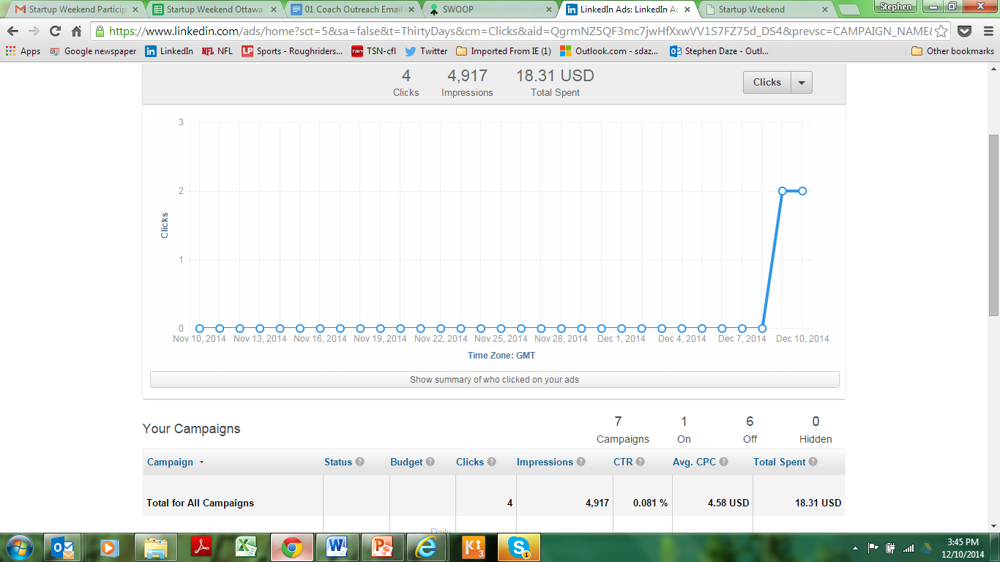 Startup Weekend Particip
Startup Weekend Ottawa
01 Coach Outreach Email
SWOOP
LinkedIn Ads: LinkedIn Ad
Startup Weekend
Stephen
https://www.linkedin.com/ads/home?sct=5&sa=false&t=ThirtyDays&cm=Clicks&aid=QgrmNZ5QF3mc7jwHfXxwVV1S7FZ75d_DS4&prevsc=CAMPAIGN_NAME&
Apps Google newspaper LinkedIn NFL Sports - Roughriders... TSN-cfl Twitter Imported From IE (1) Outlook.com - sdaz... Stephen Daze - Outl... Other bookmarks
4 4,917 18.31 USD
Clicks Impressions Total Spent
Clicks
3
2
1
0
Clicks
Nov 10, 2014 Nov 13, 2014 Nov 16, 2014 Nov 19, 2014 Nov 22, 2014 Nov 25, 2014 Nov 28, 2014 Dec 1, 2014 Dec 4, 2014 Dec 7, 2014 Dec 10, 2014
Time Zone: GMT
Show summary of who clicked on your ads
Your Campaigns
7 1 6 0
Campaigns On Off Hidden
Campaign Status ? Budget ? Clicks ? Impressions ? CTR ? Avg. CPC ? Total Spent ?
Total for All Campaigns 4 4,917 0.081 % 4.58 USD 18.31 USD
Daily
3:45 PM
12/10/2014